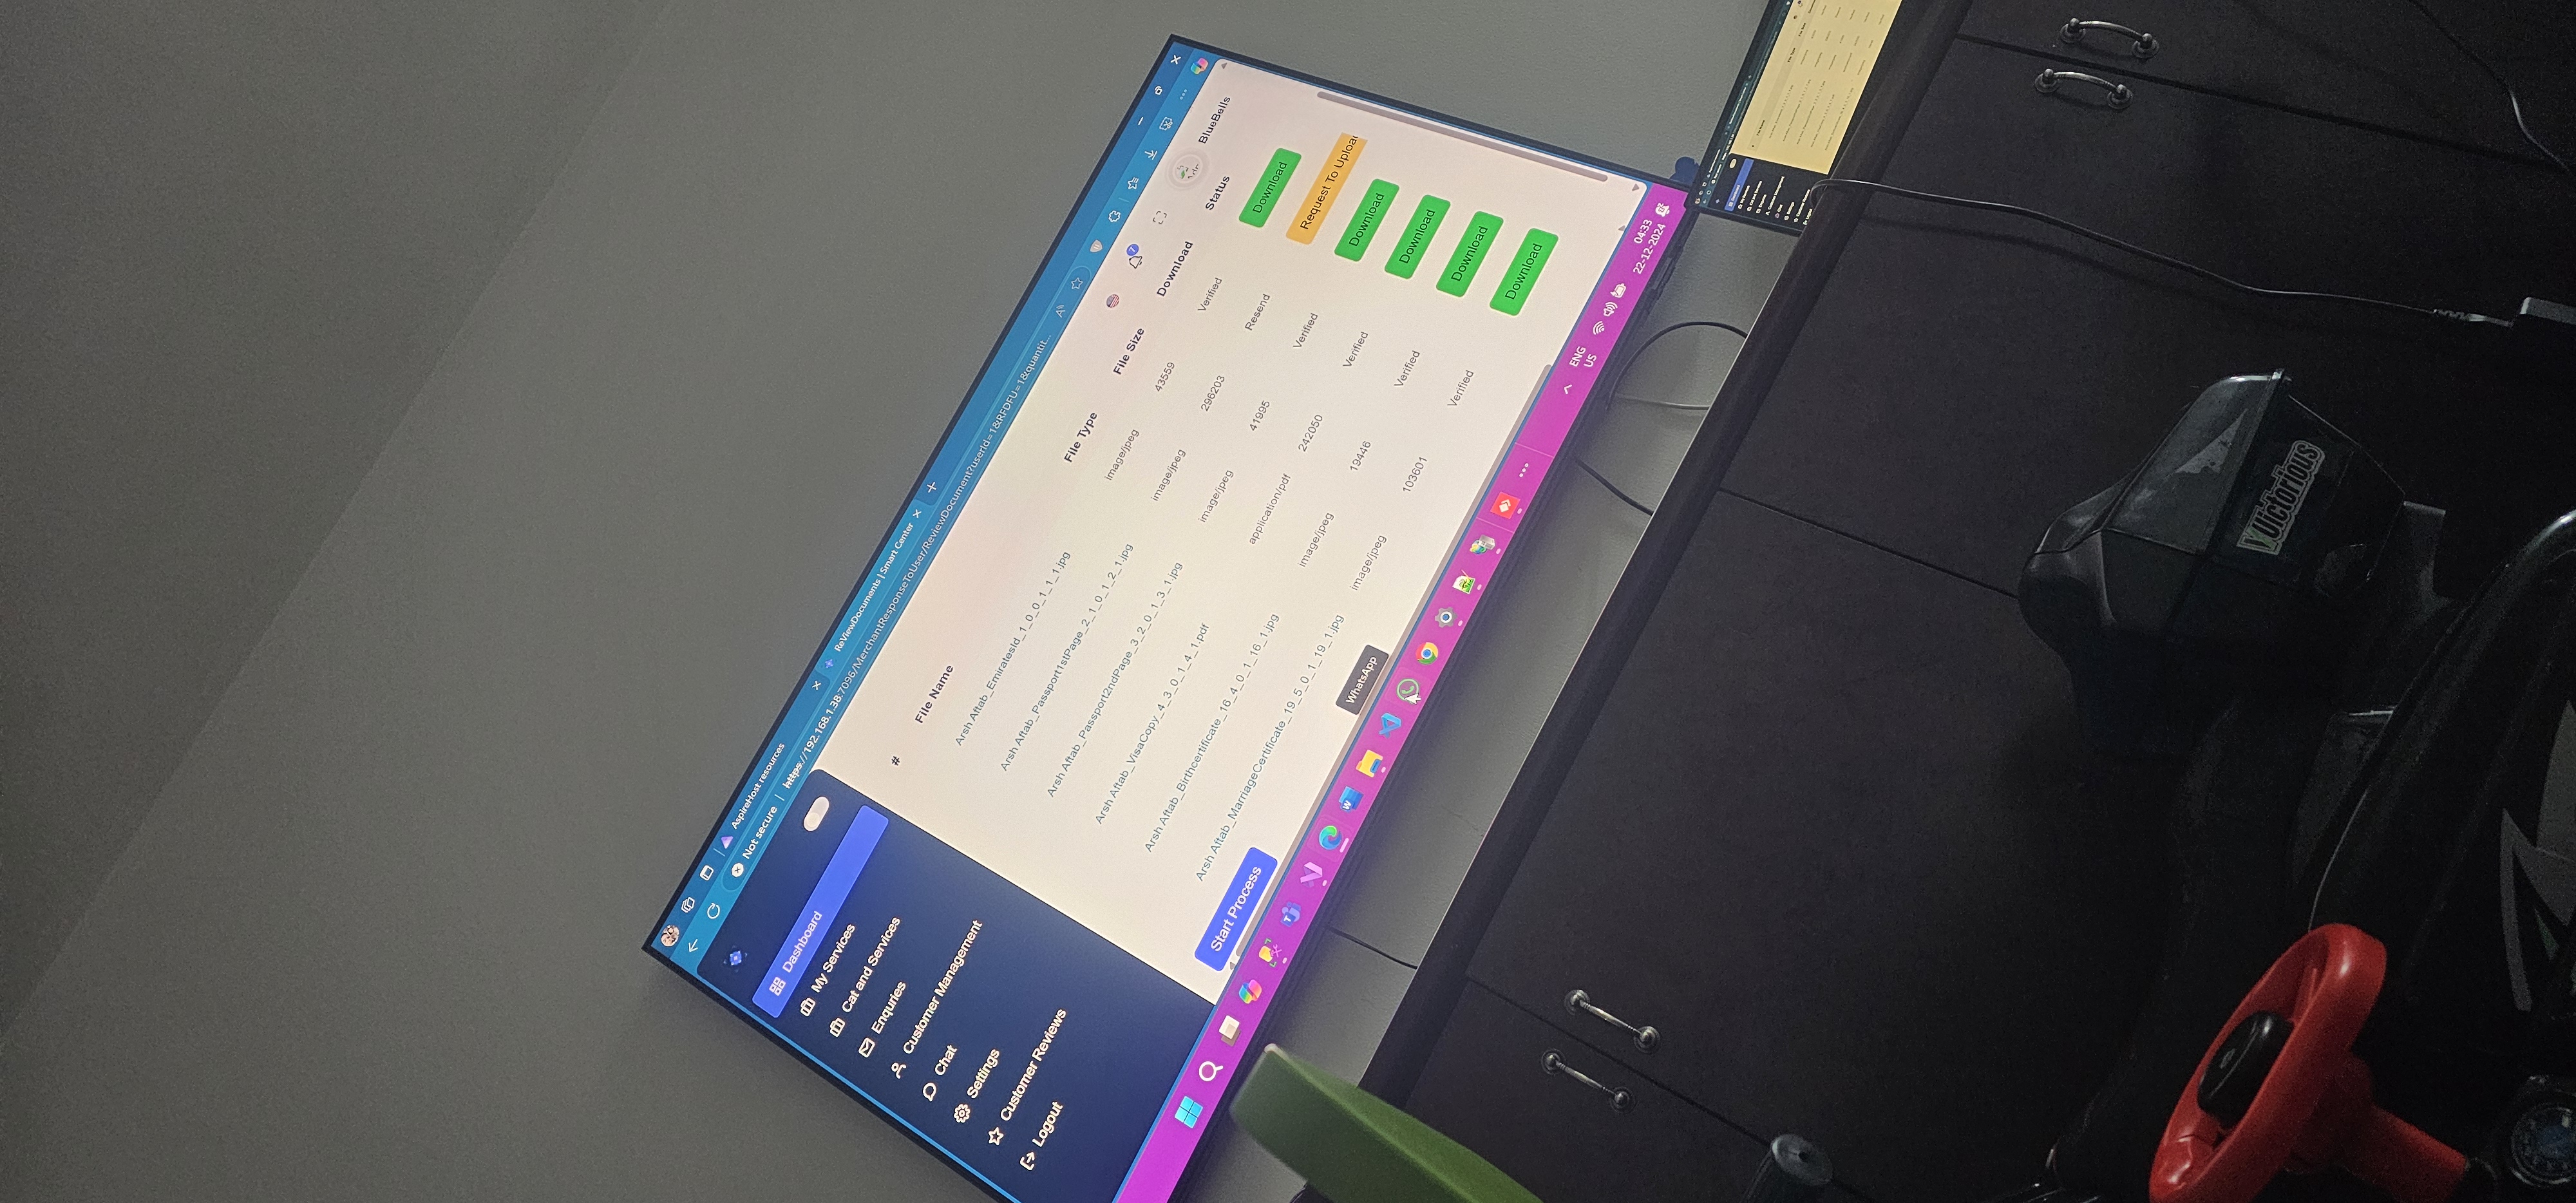 AspireHost resources
ReViewDocuments | Smart Center
Not secure
https://192.168.1.38:7096/MerchantResponseToUser/ReviewDocument?userId=1&RFDFU=1&quantit...
7
BlueBells
Dashboard
My Services
Cat and Services
Enquries
Customer Management
Chat
Settings
Customer Reviews
Logout
# File Name File Type File Size Download Status
Arsh Aftab_EmiratesId_1_0_0_1_1_1.jpg image/jpeg 43559 Verified Download
Arsh Aftab_Passport1stPage_2_1_0_1_2_1.jpg image/jpeg 296203 Resend Request To Upload
Arsh Aftab_Passport2ndPage_3_2_0_1_3_1.jpg image/jpeg 41995 Verified Download
Arsh Aftab_VisaCopy_4_3_0_1_4_1.pdf application/pdf 242050 Verified Download
Arsh Aftab_Birthcertificate_16_4_0_1_16_1.jpg image/jpeg 19446 Verified Download
Arsh Aftab_MarriageCertificate_19_5_0_1_19_1.jpg image/jpeg 103601 Verified Download
Start Process
WhatsApp
ENG
US
04:33
22-12-2024
Victorious